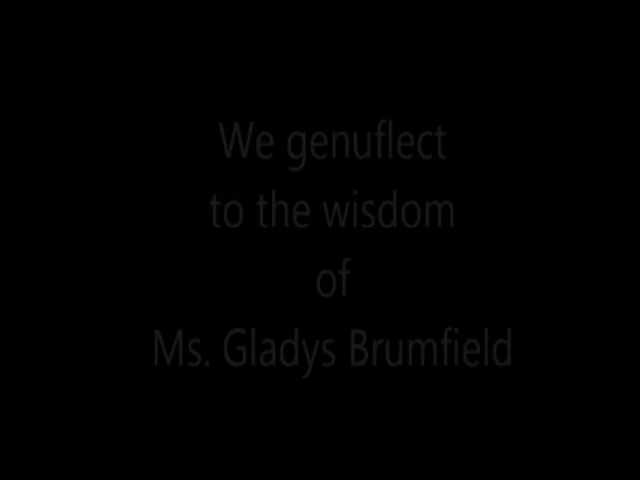 We genuflect
to the wisdom
of
Ms. Gladys Brumfield